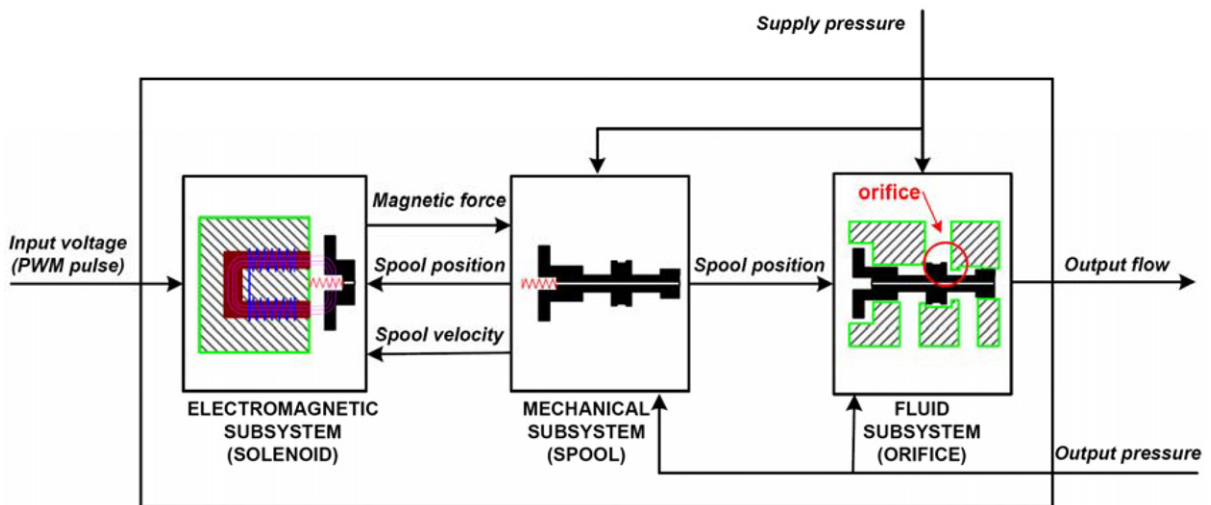 Supply pressure
orifice
Magnetic force
Input voltage
(PWM pulse)
Spool position
Spool position
Output flow
Spool velocity
ELECTROMAGNETIC
SUBSYSTEM
(SOLENOID)
MECHANICAL
SUBSYSTEM
(SPOOL)
FLUID
SUBSYSTEM
(ORIFICE)
Output pressure